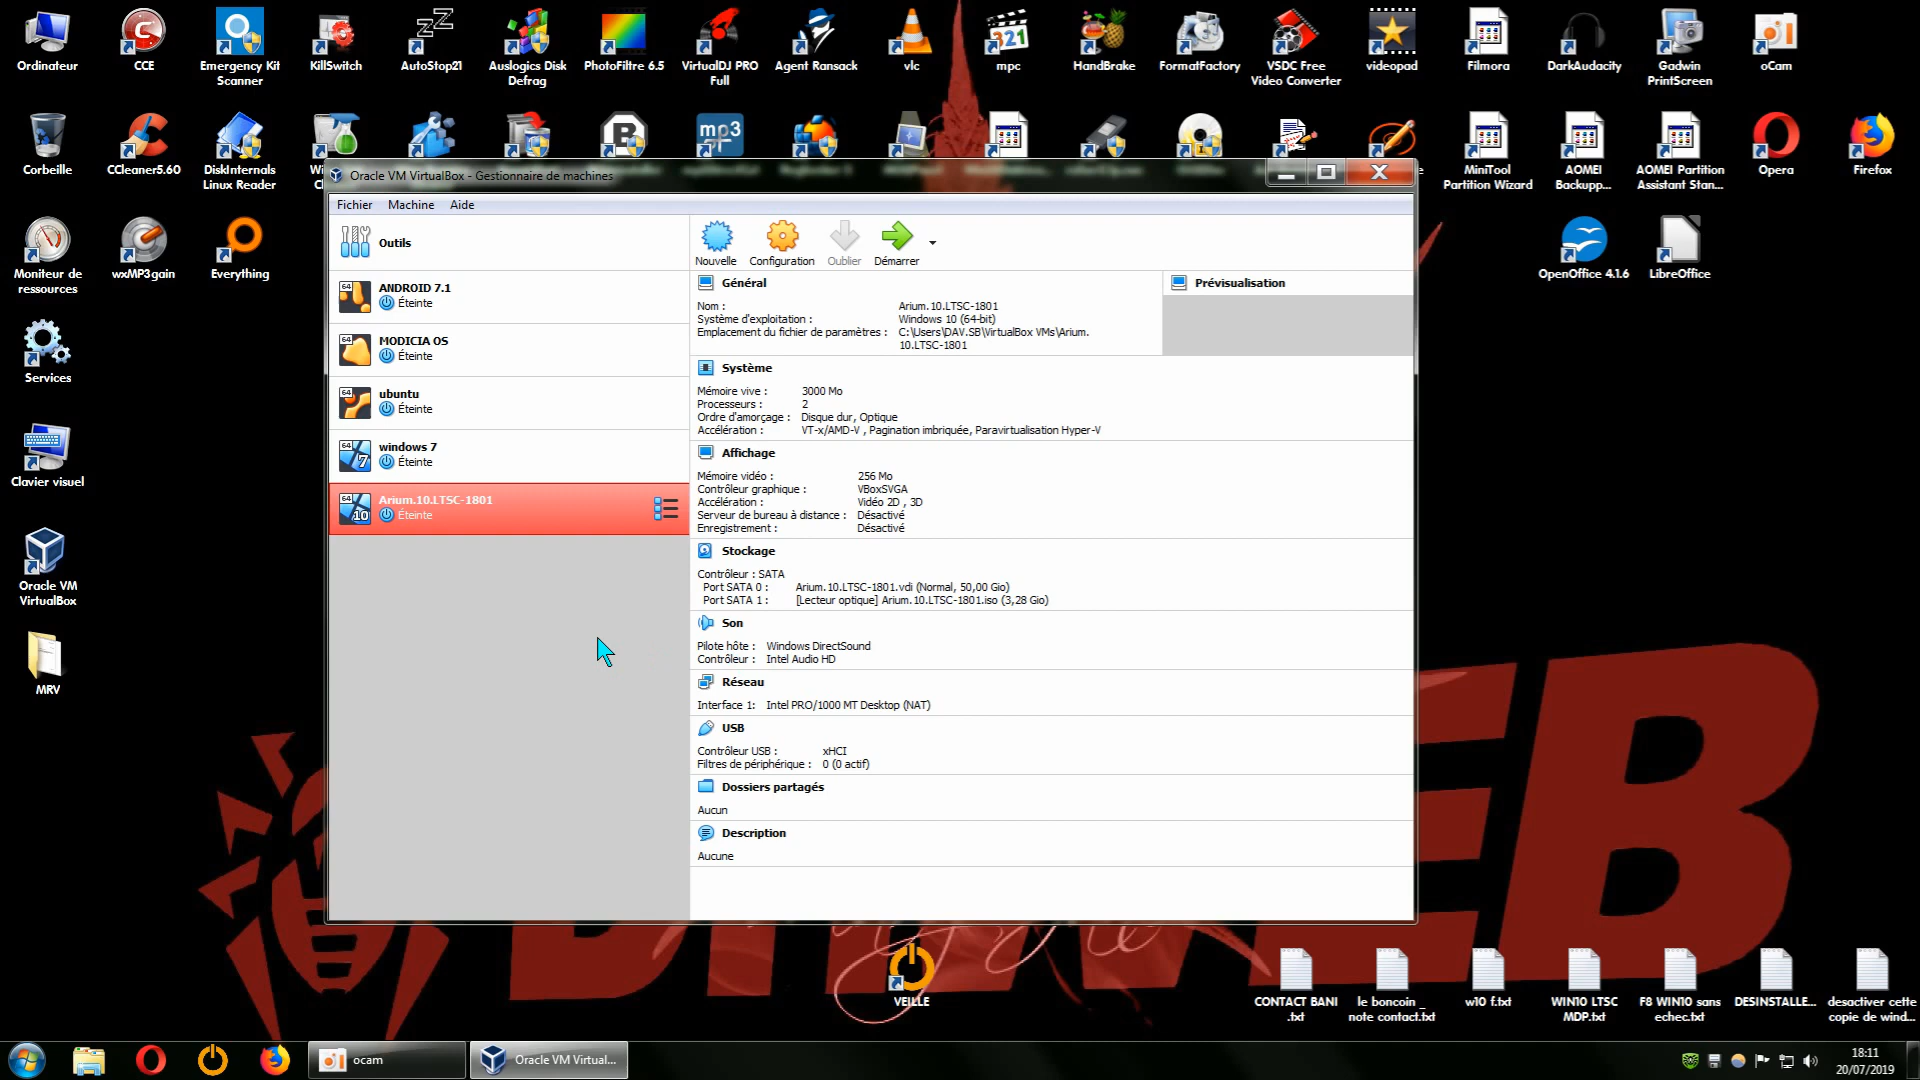 Ordinateur
CCE
Emergency Kit
Scanner
KillSwitch
AutoStop21
Auslogics Disk
Defrag
PhotoFiltre 6.5
VirtualDJ PRO
Full
Agent Ransack
vlc
mpc
HandBrake
FormatFactory
VSDC Free
Video Converter
videopad
Filmora
DarkAudacity
Gadwin
PrintScreen
oCam
Corbeille
CCleaner5.60
DiskInternals
Linux Reader
MiniTool
Partition Wizard
AOMEI
Backupp...
AOMEI Partition
Assistant Stan...
Opera
Firefox
Moniteur de
ressources
wxMP3gain
Everything
OpenOffice 4.1.6
LibreOffice
Services
Clavier visuel
Oracle VM
VirtualBox
MRV
Oracle VM VirtualBox - Gestionnaire de machines
Fichier Machine Aide
Outils
ANDROID 7.1
Éteinte
MODICIA OS
Éteinte
ubuntu
Éteinte
windows 7
Éteinte
Arium.10.LTSC-1801
Éteinte
Nouvelle Configuration Oublier Démarrer
Général
Nom : Arium.10.LTSC-1801
Système d'exploitation : Windows 10 (64-bit)
Emplacement du fichier de paramètres : C:\Users\DAV.SB\VirtualBox VMs\Arium.
10.LTSC-1801
Prévisualisation
Système
Mémoire vive : 3000 Mo
Processeurs : 2
Ordre d'amorçage : Disque dur, Optique
Accélération : VT-x/AMD-V , Pagination imbriquée, Paravirtualisation Hyper-V
Affichage
Mémoire vidéo : 256 Mo
Contrôleur graphique : VBoxSVGA
Accélération : Vidéo 2D , 3D
Serveur de bureau à distance : Désactivé
Enregistrement : Désactivé
Stockage
Contrôleur : SATA
Port SATA 0 : Arium.10.LTSC-1801.vdi (Normal, 50,00 Gio)
Port SATA 1 : [Lecteur optique] Arium.10.LTSC-1801.iso (3,28 Gio)
Son
Pilote hôte : Windows DirectSound
Contrôleur : Intel Audio HD
Réseau
Interface 1: Intel PRO/1000 MT Desktop (NAT)
USB
Contrôleur USB : xHCI
Filtres de périphérique : 0 (0 actif)
Dossiers partagés
Aucun
Description
Aucune
VEILLE
CONTACT BANI
.txt
le boncoin _
note contact.txt
w10 f.txt
WIN10 LTSC
MDP.txt
F8 WIN10 sans
echec.txt
DESINSTALLE...
desactiver cette
copie de wind...
ocam
Oracle VM Virtual...
18:11
20/07/2019